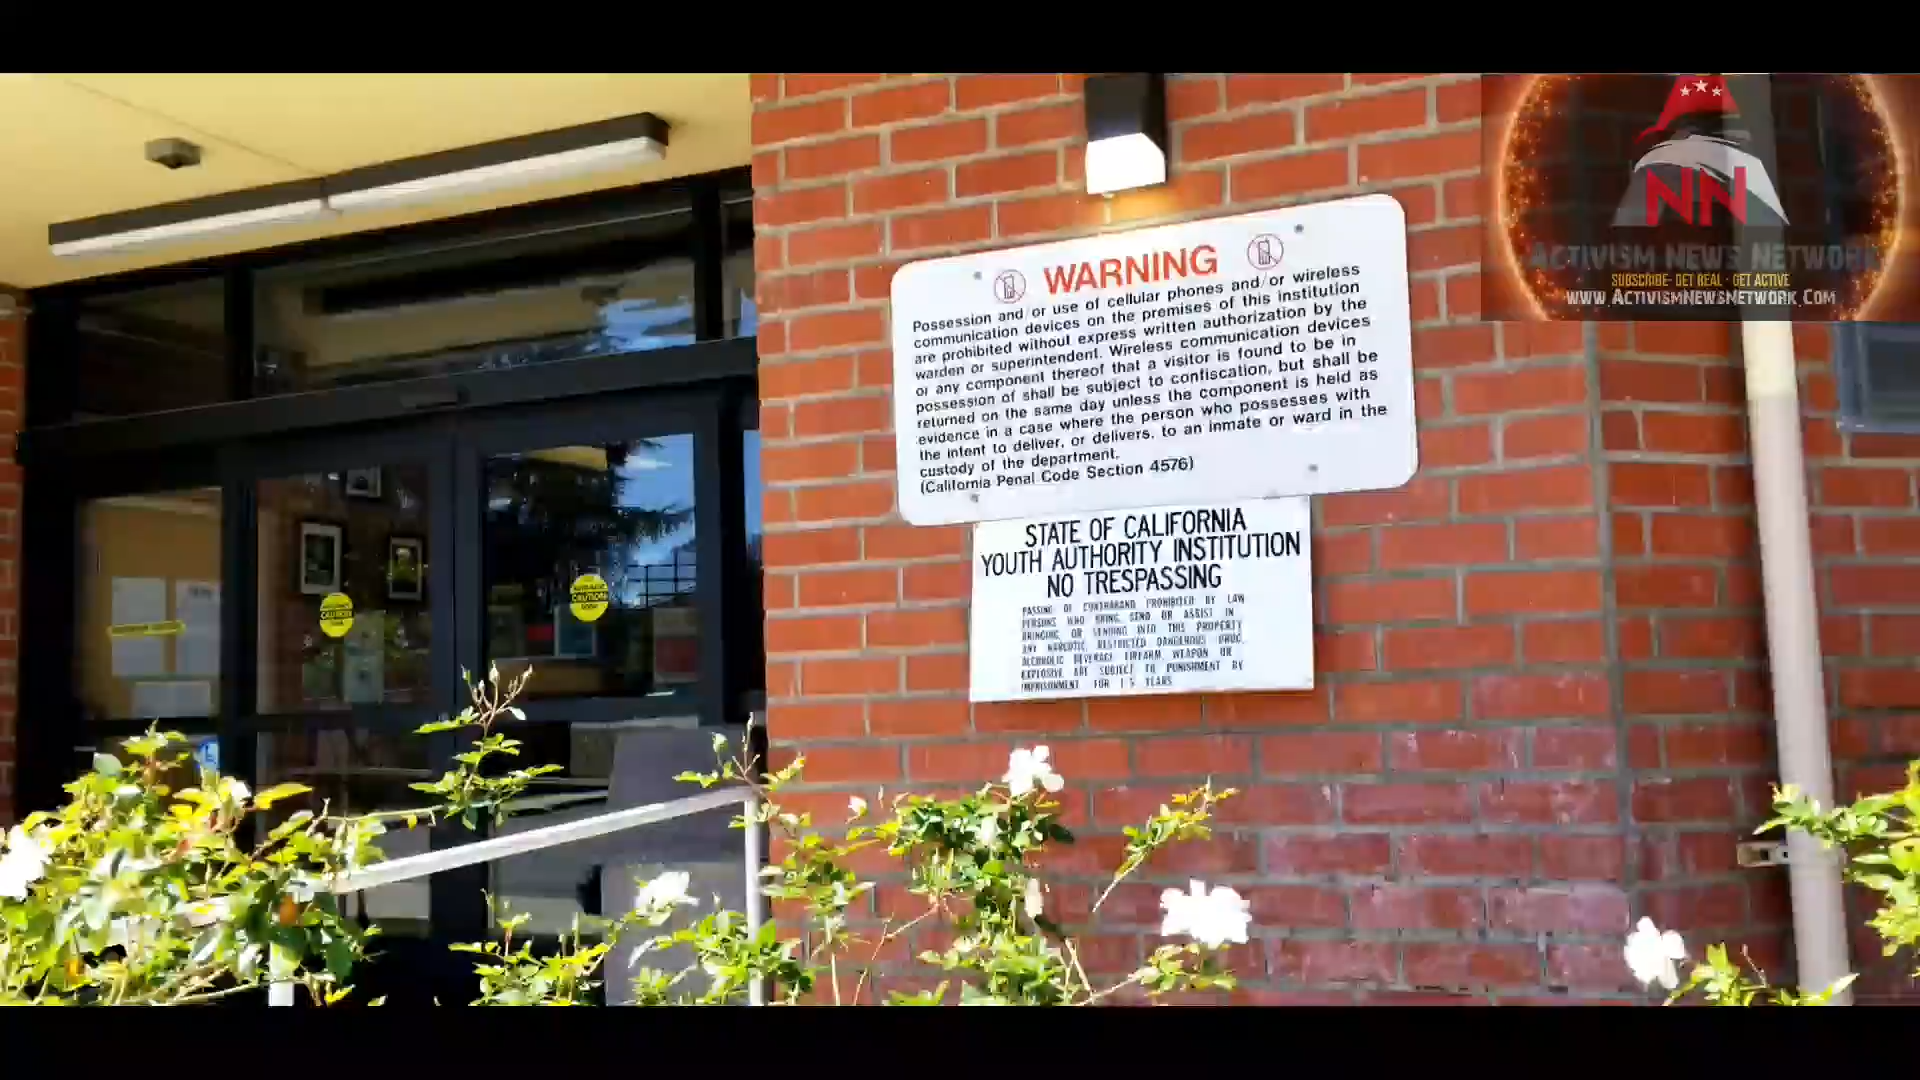 WARNING
Possession and/or use of cellular phones and/or wireless
communication devices on the premises of this institution
are prohibited without express written authorization by the
warden or superintendent. Wireless communication devices
or any component thereof that a visitor is found to be in
possession of shall be subject to confiscation, but shall be
returned on the same day unless the component is held as
evidence in a case where the person who possesses with
the intent to deliver, or delivers, to an inmate or ward in the
custody of the department.
(California Penal Code Section 4576)
STATE OF CALIFORNIA
YOUTH AUTHORITY INSTITUTION
NO TRESPASSING
PASSING OF CONTRABAND PROHIBITED BY LAW
PERSONS WHO BRING, SEND OR ASSIST IN
BRINGING, OR SENDING INTO THIS PROPERTY
ANY NARCOTIC, RESTRICTED DANGEROUS DRUG,
ALCOHOLIC BEVERAGE FIREARM, WEAPON OR
EXPLOSIVE ARE SUBJECT TO PUNISHMENT BY
IMPRISONMENT FOR 1-5 YEARS
NN
ACTIVISM NEWS NETWORK
SUBSCRIBE- GET REAL - GET ACTIVE
WWW.ACTIVISMNEWSNETWORK.COM
CAUTION
CAUTION
DOOR